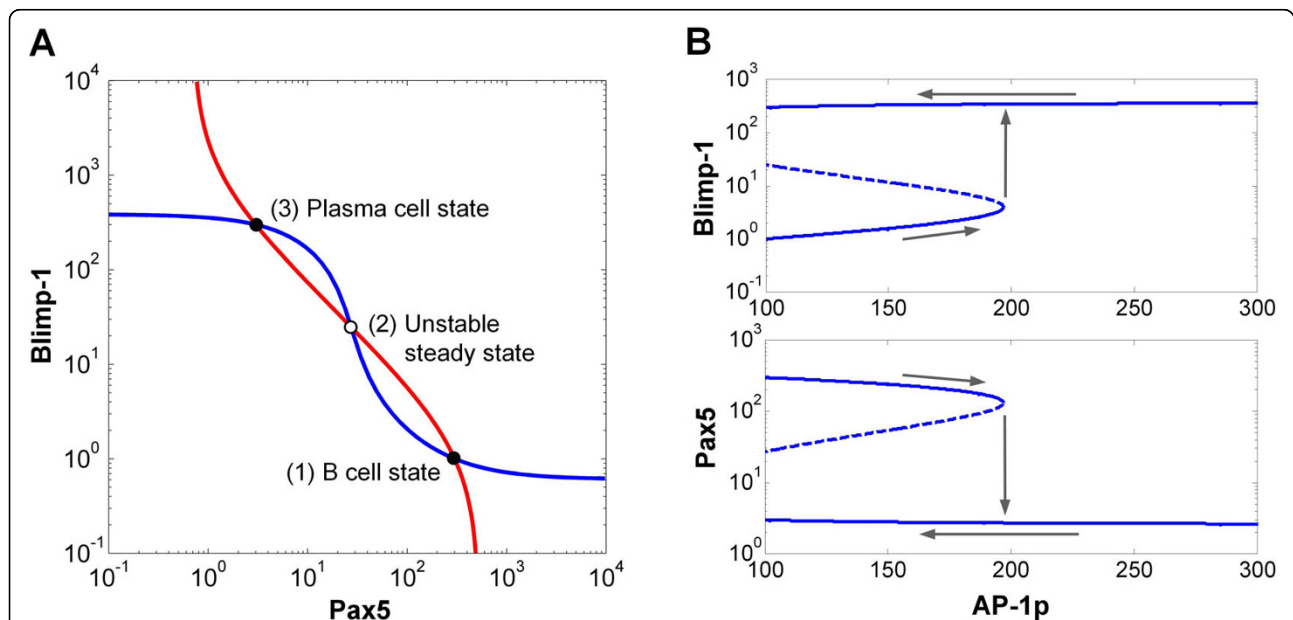 A
Blimp-1
10^4
10^3
10^2
10^1
10^0
10^-1
(3) Plasma cell state
(2) Unstable
steady state
(1) B cell state
10^-1 10^0 10^1 10^2 10^3 10^4
Pax5
B
Blimp-1
10^3
10^2
10^1
10^0
10^-1
100 150 200 250 300
Pax5
10^3
10^2
10^1
10^0
100 150 200 250 300
AP-1p